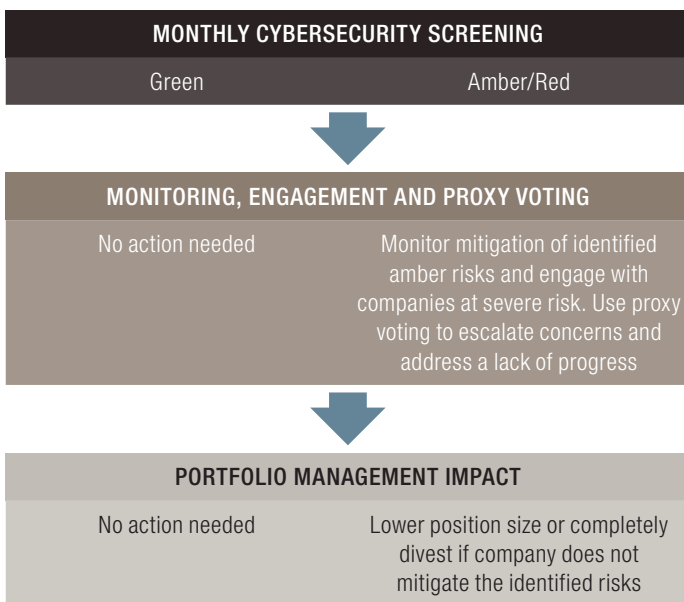 MONTHLY CYBERSECURITY SCREENING
Green
Amber/Red
MONITORING, ENGAGEMENT AND PROXY VOTING
No action needed
Monitor mitigation of identified
amber risks and engage with
companies at severe risk. Use proxy
voting to escalate concerns and
address a lack of progress
PORTFOLIO MANAGEMENT IMPACT
No action needed
Lower position size or completely
divest if company does not
mitigate the identified risks